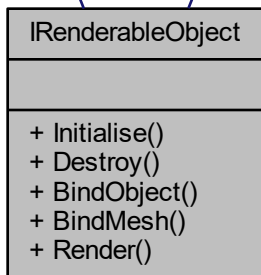 IRenderableObject
+ Initialise()
+ Destroy()
+ BindObject()
+ BindMesh()
+ Render()